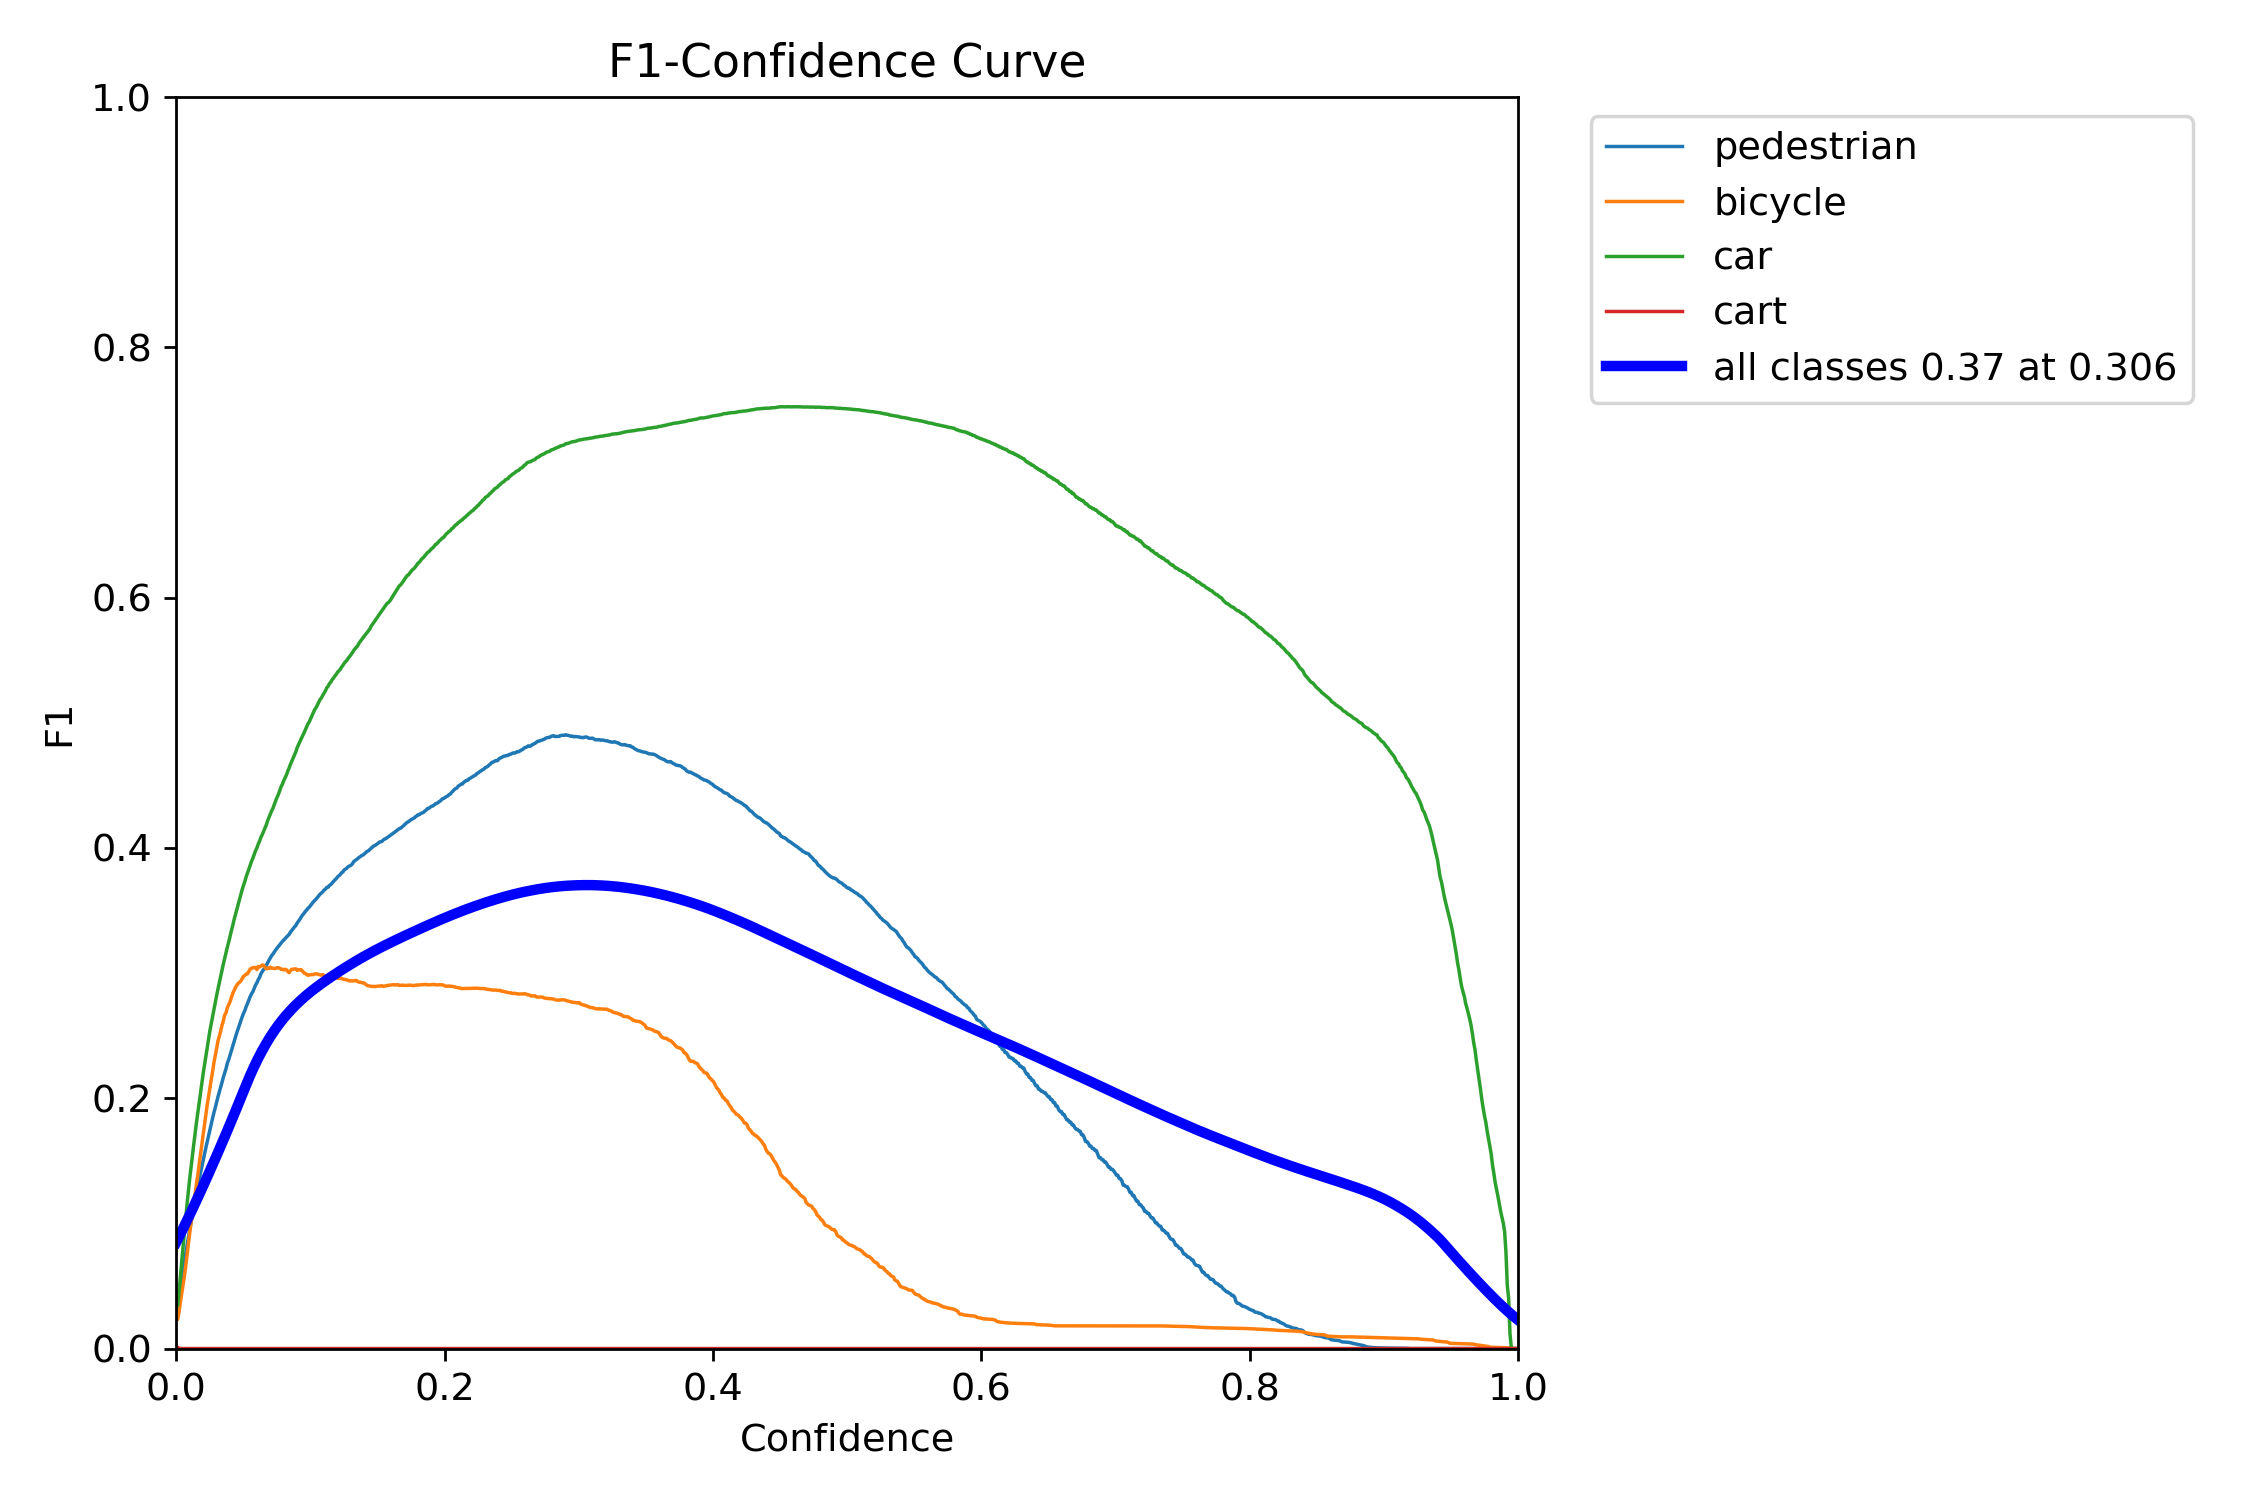 F1-Confidence Curve
1.0
0.8
0.6
0.4
0.2
0.0
F1
0.0 0.2 0.4 0.6 0.8 1.0
Confidence
pedestrian
bicycle
car
cart
all classes 0.37 at 0.306